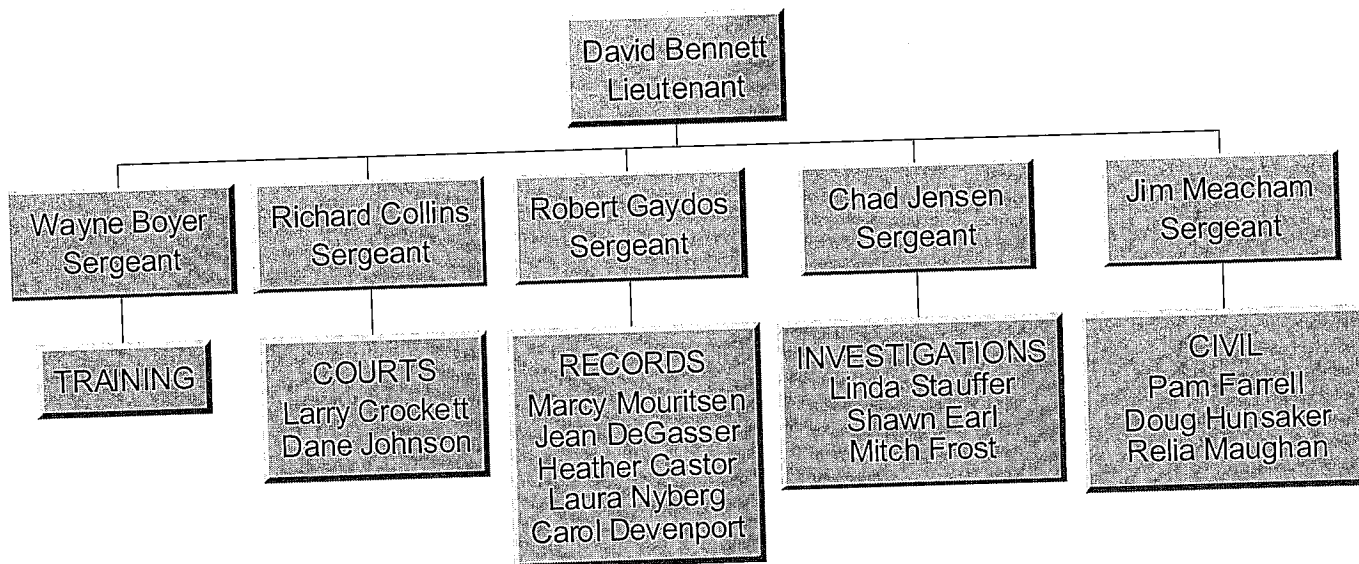 David Bennett
Lieutenant
Wayne Boyer
Sergeant
Richard Collins
Sergeant
Robert Gaydos
Sergeant
Chad Jensen
Sergeant
Jim Meacham
Sergeant
TRAINING
COURTS
Larry Crockett
Dane Johnson
RECORDS
Marcy Mouritsen
Jean DeGasser
Heather Castor
Laura Nyberg
Carol Devenport
INVESTIGATIONS
Linda Stauffer
Shawn Earl
Mitch Frost
CIVIL
Pam Farrell
Doug Hunsaker
Relia Maughan